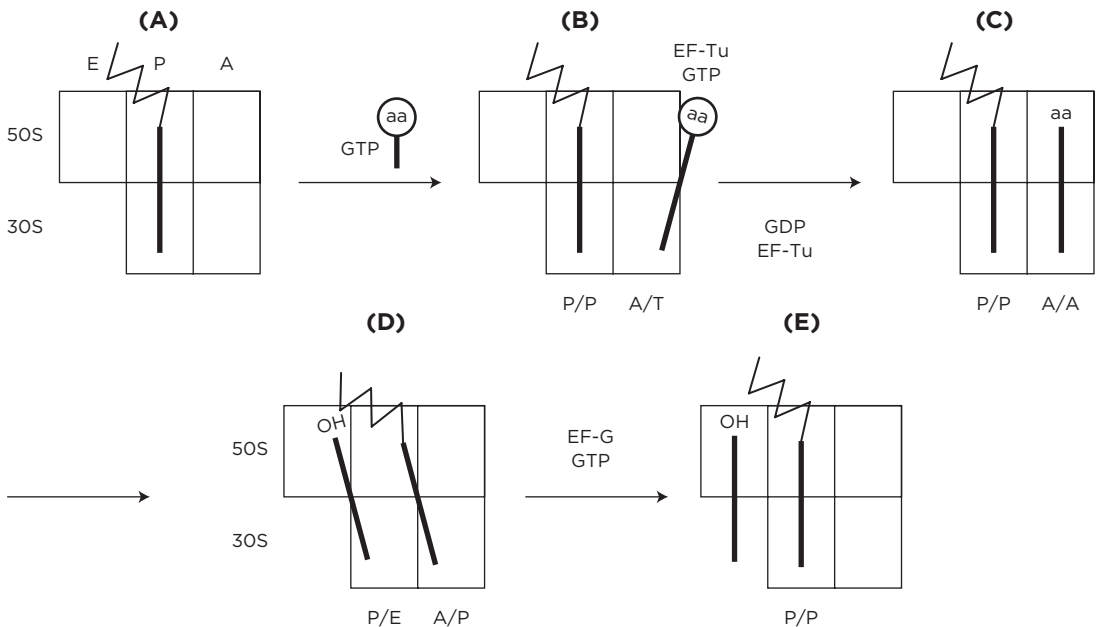 (A)
(B)
(C)
E P A
EF-Tu
GTP
50S
aa
GTP
aa
aa
30S
GDP
EF-Tu
P/P A/T
P/P A/A
(D)
(E)
OH
OH
50S
EF-G
GTP
30S
P/E A/P
P/P